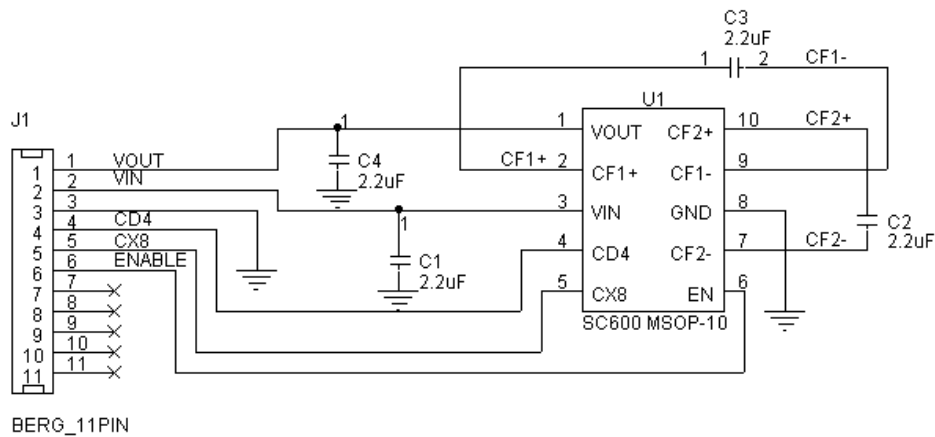 C3
2.2uF
1 2 CF1-
J1
U1
1 VOUT
2 VIN
3
4 CD4
5 CX8
6 ENABLE
7
8
9
10
11
1
2
3
4
5
6
7
8
9
10
11
BERG_11PIN
1
C4
2.2uF
1
C1
2.2uF
1 VOUT CF2+ 10 CF2+
CF1+ 2 CF1+ CF1- 9
3 VIN GND 8
4 CD4 CF2- 7 CF2-
5 CX8 EN 6
SC600 MSOP-10
C2
2.2uF